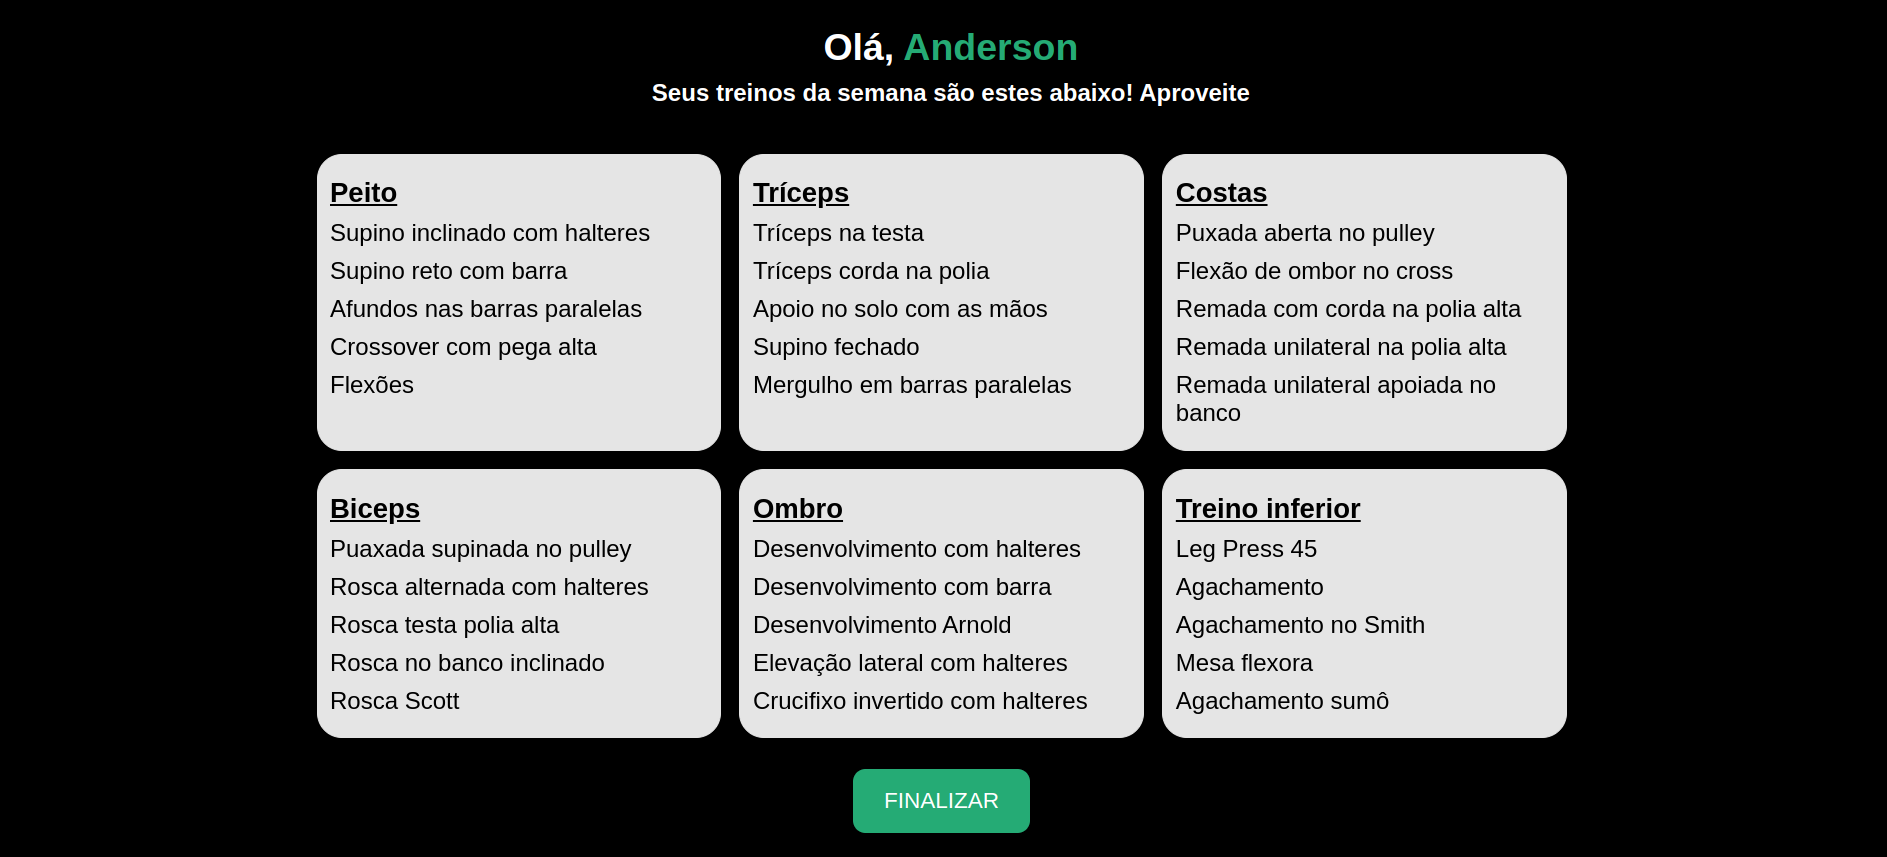 Olá, Anderson
Seus treinos da semana são estes abaixo! Aproveite
Peito
Supino inclinado com halteres
Supino reto com barra
Afundos nas barras paralelas
Crossover com pega alta
Flexões
Tríceps
Tríceps na testa
Tríceps corda na polia
Apoio no solo com as mãos
Supino fechado
Mergulho em barras paralelas
Costas
Puxada aberta no pulley
Flexão de ombor no cross
Remada com corda na polia alta
Remada unilateral na polia alta
Remada unilateral apoiada no
banco
Biceps
Puaxada supinada no pulley
Rosca alternada com halteres
Rosca testa polia alta
Rosca no banco inclinado
Rosca Scott
Ombro
Desenvolvimento com halteres
Desenvolvimento com barra
Desenvolvimento Arnold
Elevação lateral com halteres
Crucifixo invertido com halteres
Treino inferior
Leg Press 45
Agachamento
Agachamento no Smith
Mesa flexora
Agachamento sumô
FINALIZAR